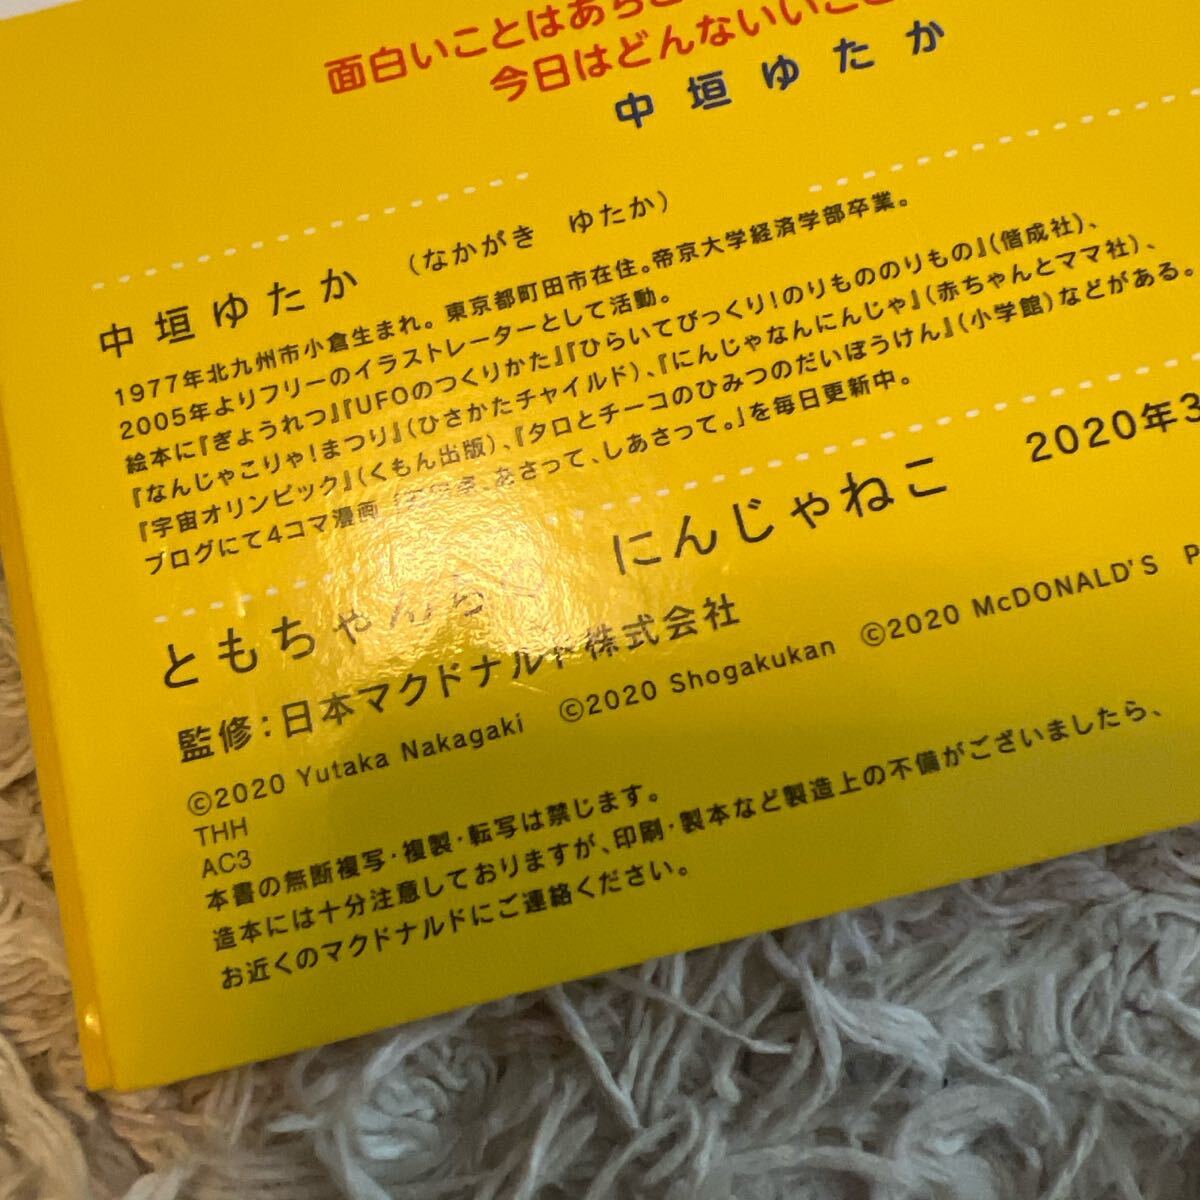 面白いことはあち
今日はどんないいこ
中垣ゆたか
中垣ゆたか (なかがき ゆたか)
1977年北九州市小倉生まれ。東京都町田市在住。帝京大学経済学部卒業。
2005年よりフリーのイラストレーターとして活動。
絵本に『ぎょうれつ』『UFOのつくりかた』『ひらいてびっくり!のりもののりもの』(偕成社)、
『なんじゃこりゃ!まつり』(ひさかたチャイルド)、『にんじゃなんにんじゃ』(赤ちゃんとママ社)、
『宇宙オリンピック』(くもん出版)、『タロとチーコのひみつのだいぼうけん』(小学館)などがある。
ブログにて4コマ漫画 あさって、しあさって。」を毎日更新中。
ともちゃん にんじゃねこ 2020年3
監修:日本マクドナルド株式会社
©2020 Yutaka Nakagaki ©2020 Shogakukan ©2020 McDONALD'S P
THH
AC3
本書の無断複写・複製・転写は禁じます。
造本には十分注意しておりますが、印刷・製本など製造上の不備がございましたら、
お近くのマクドナルドにご連絡ください。